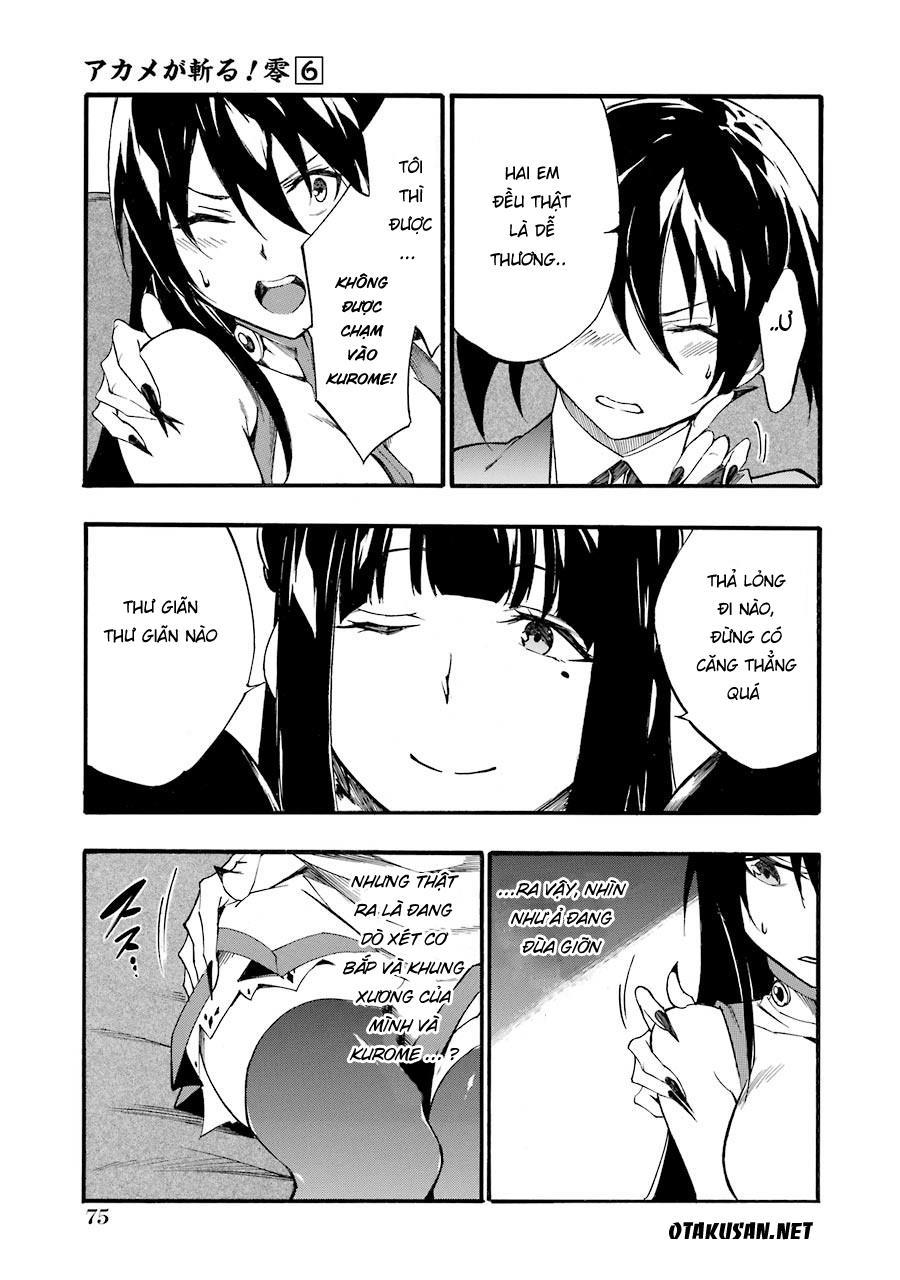 アカメが斬る!零6
HAI EM
ĐỀU THẬT
LÀ DỄ
THƯƠNG..
..Ư
TÔI
THÌ
ĐƯỢC
...
KHÔNG
ĐƯỢC
CHẠM
VÀO
KUROME!
THẢ LỎNG
ĐI NÀO,
ĐỪNG CÓ
CĂNG THẲNG
QUÁ
THƯ GIÃN
THƯ GIÃN NÀO
...RA VẬY, NHÌN
NHƯ Ả ĐANG
ĐÙA GIỠN
NHƯNG THẬT
RA LÀ ĐANG
DÒ XÉT CƠ
BẮP VÀ KHUNG
XƯƠNG CỦA
MÌNH VÀ
KUROME ... ?
ススス
75
OTAKUSAN.NET